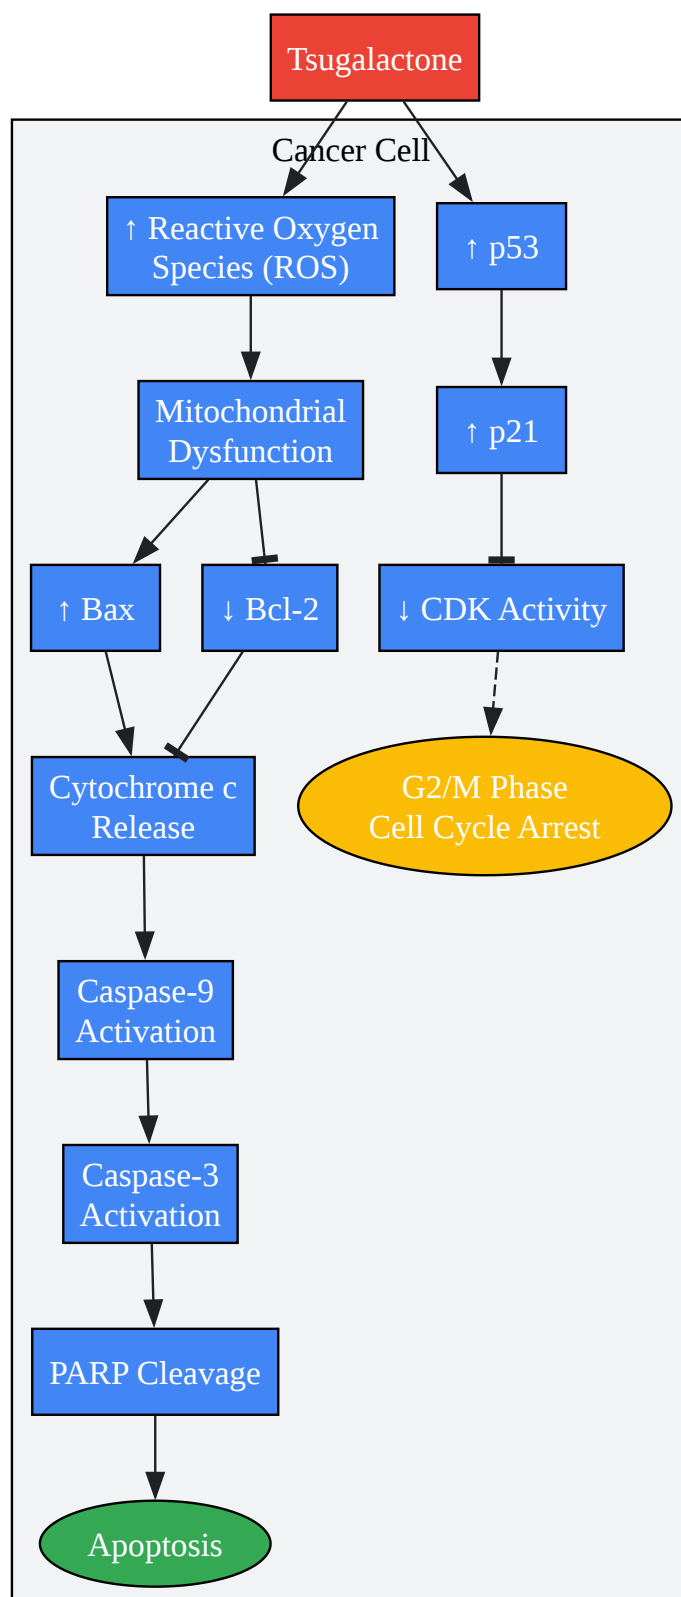 Tsugalactone
Cancer Cell
↑ Reactive Oxygen
Species (ROS)
↑ p53
Mitochondrial
Dysfunction
↑ p21
↑ Bax
↓ Bcl-2
↓ CDK Activity
Cytochrome c
Release
G2/M Phase
Cell Cycle Arrest
Caspase-9
Activation
Caspase-3
Activation
PARP Cleavage
Apoptosis